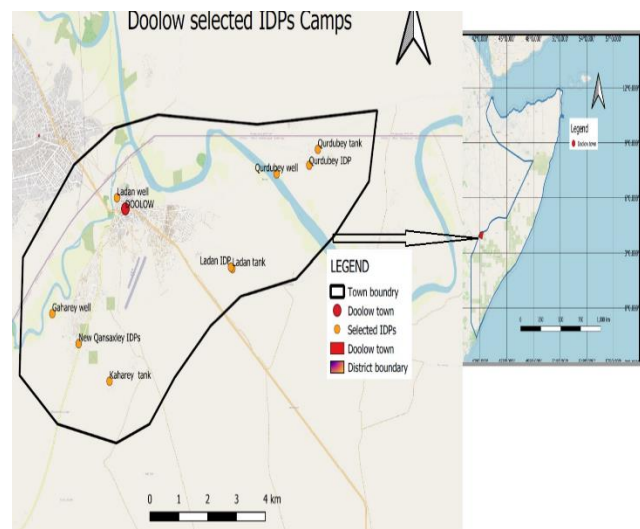 Doolow selected IDPs Camps
Qurdubey tank
Qurdubey IDP
Qurdubey well
Ladan well
DOOLOW
Ladan IDP
Ladan tank
Gaharey well
New Qansaxley IDPs
Kaharey tank
0 1 2 3 4 km
LEGEND
Town boundry
Doolow town
Selected IDPs
Doolow town
District boundary
Legend
Doolow town